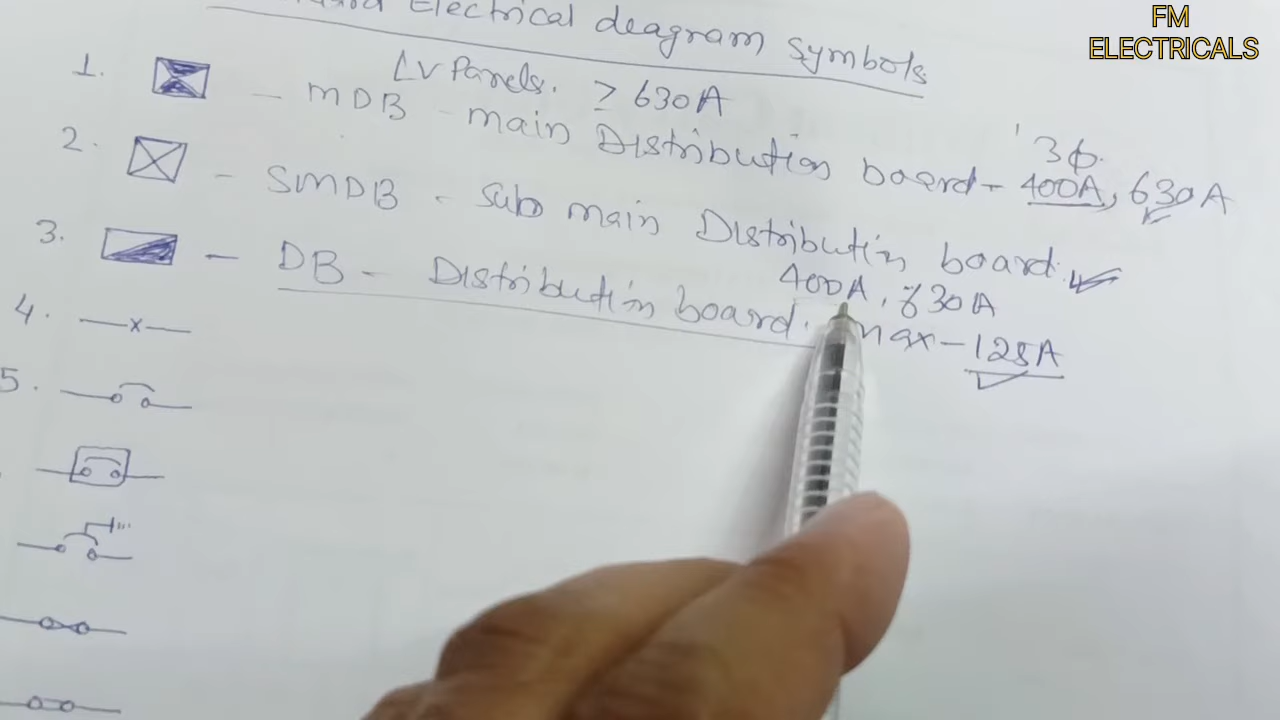 FM
ELECTRICALS
Electrical deagram symbols
LV Panels. ≥ 630A
1. - MDB - main Distribution board - 400A, 630A
3ϕ.
2. - SMDB - Sub main Distribution board.
400A, 630A
3. - DB - Distribution board. max - 125A
4. x
5.